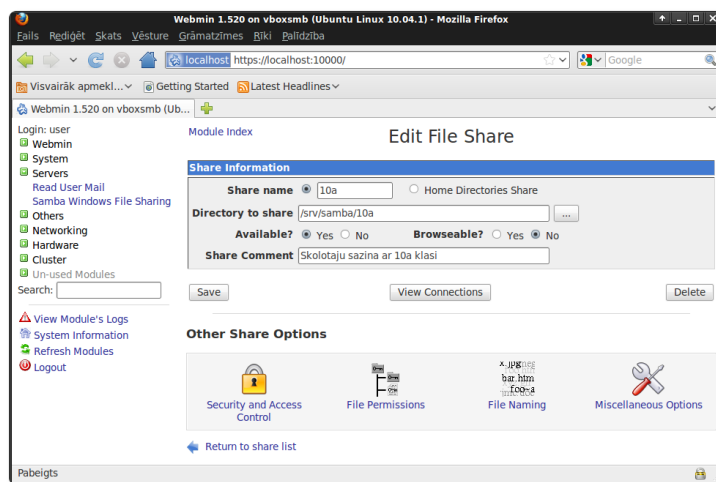 Webmin 1.520 on vboxsmb (Ubuntu Linux 10.04.1) - Mozilla Firefox
Fails Rediģēt Skats Vēsture Grāmatzīmes Rīki Palīdzība
localhost https://localhost:10000/ Google
Visvairāk apmekl... Getting Started Latest Headlines
Webmin 1.520 on vboxsmb (Ub...
Login: user
Webmin
System
Servers
Read User Mail
Samba Windows File Sharing
Others
Networking
Hardware
Cluster
Un-used Modules
Search:
View Module's Logs
System Information
Refresh Modules
Logout
Module Index
Edit File Share
Share Information
Share name 10a Home Directories Share
Directory to share /srv/samba/10a ...
Available? Yes No Browseable? Yes No
Share Comment Skolotaju sazina ar 10a klasi
Save View Connections Delete
Other Share Options
x.jpg
bar.htm
foo~a
Security and Access Control
File Permissions
File Naming
Miscellaneous Options
Return to share list
Pabeigts